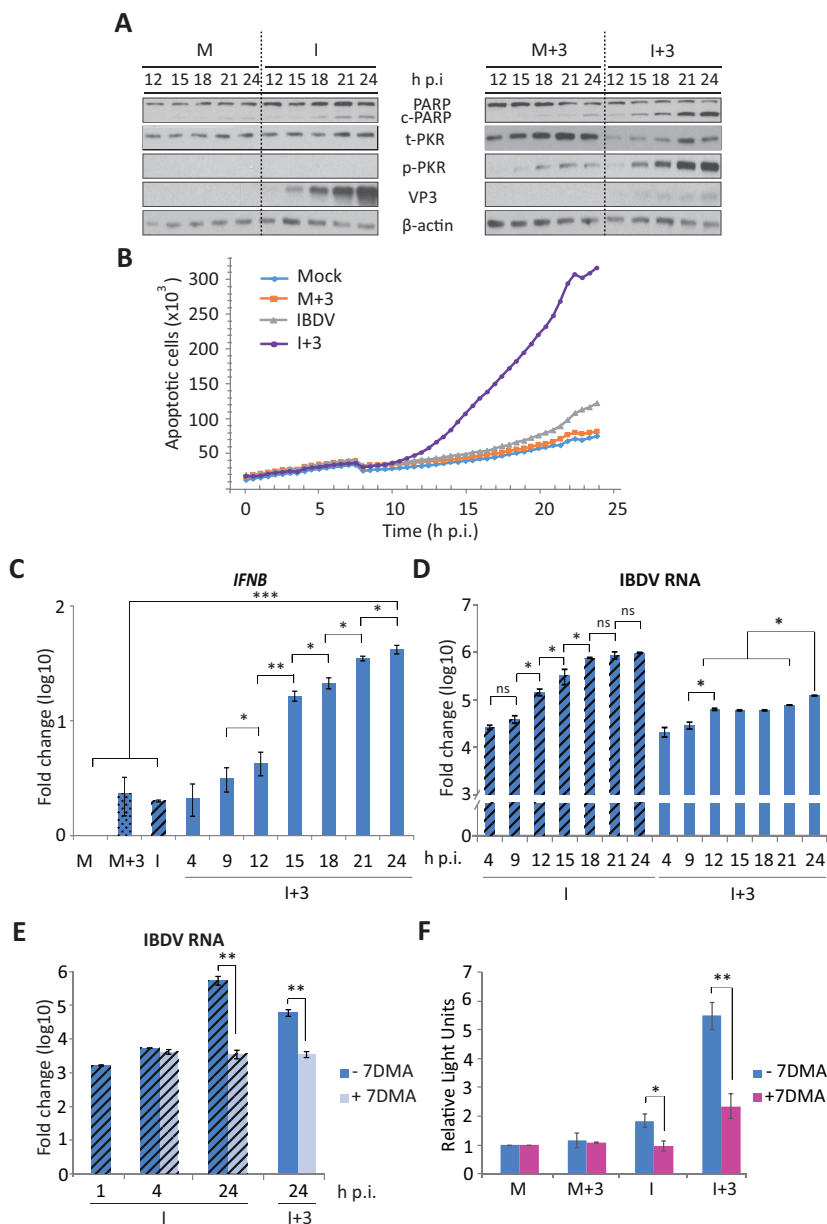 A
M I M+3 I+3
12 15 18 21 24 12 15 18 21 24 h p.i 12 15 18 21 24 12 15 18 21 24
PARP
c-PARP
t-PKR
p-PKR
VP3
β-actin
B
Apoptotic cells (x10³)
300
250
200
150
100
50
Mock
M+3
IBDV
I+3
0 5 10 15 20 25
Time (h p.i.)
C
IFNB
Fold change (log10)
2
1
0
***
* ** * * *
M M+3 I 4 9 12 15 18 21 24 h p.i.
I+3
D
IBDV RNA
Fold change (log10)
7
6
5
4
3
0
ns * * * ns ns * *
4 9 12 15 18 21 24 4 9 12 15 18 21 24
I I+3
E
IBDV RNA
Fold change (log10)
6
5
4
3
2
1
0
** **
- 7DMA
+ 7DMA
1 4 24 24 h p.i.
I I+3
F
Relative Light Units
7
6
5
4
3
2
1
0
* **
- 7DMA
+7DMA
M M+3 I I+3